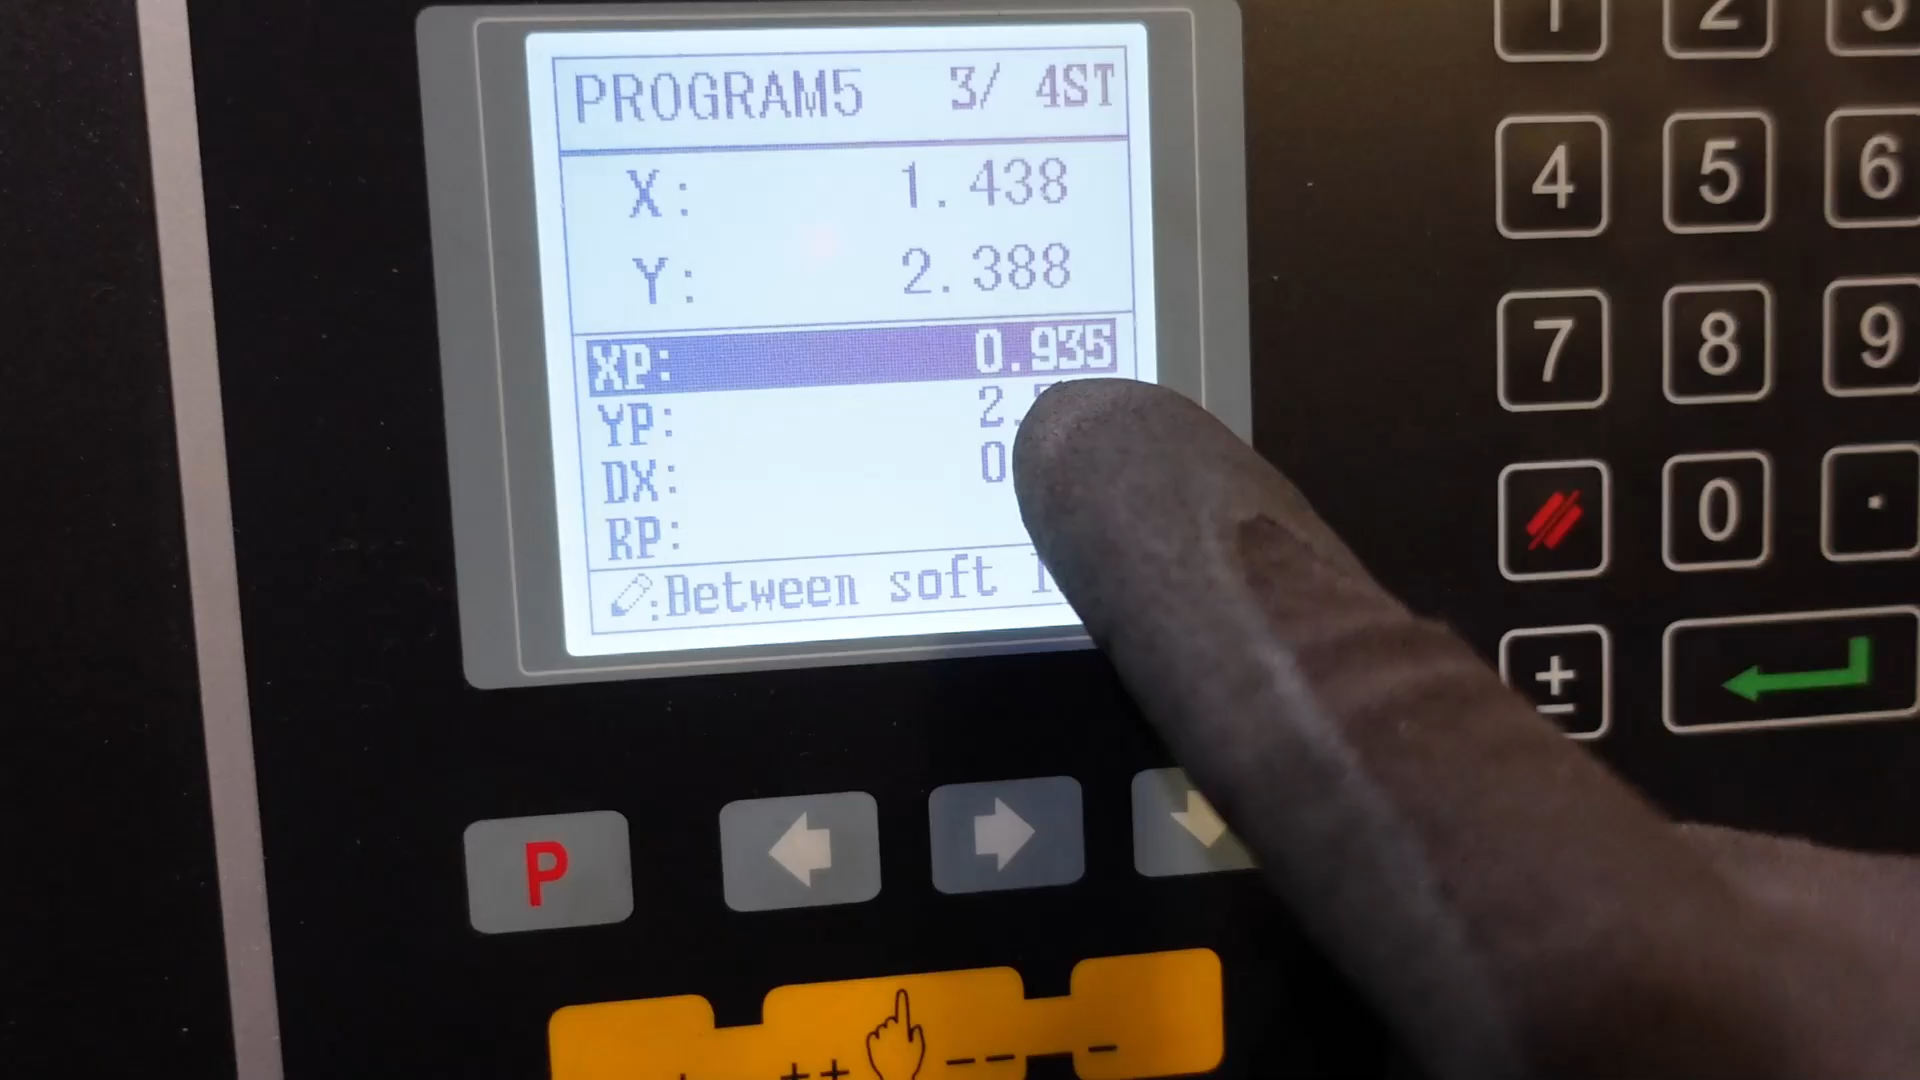 PROGRAM5 3/ 4ST
X: 1.438
Y: 2.388
XP: 0.935
YP: 2.
DX: 0
RP:
:Between soft
1 2 3
4 5 6
7 8 9
0 .
±
P
++ -- -